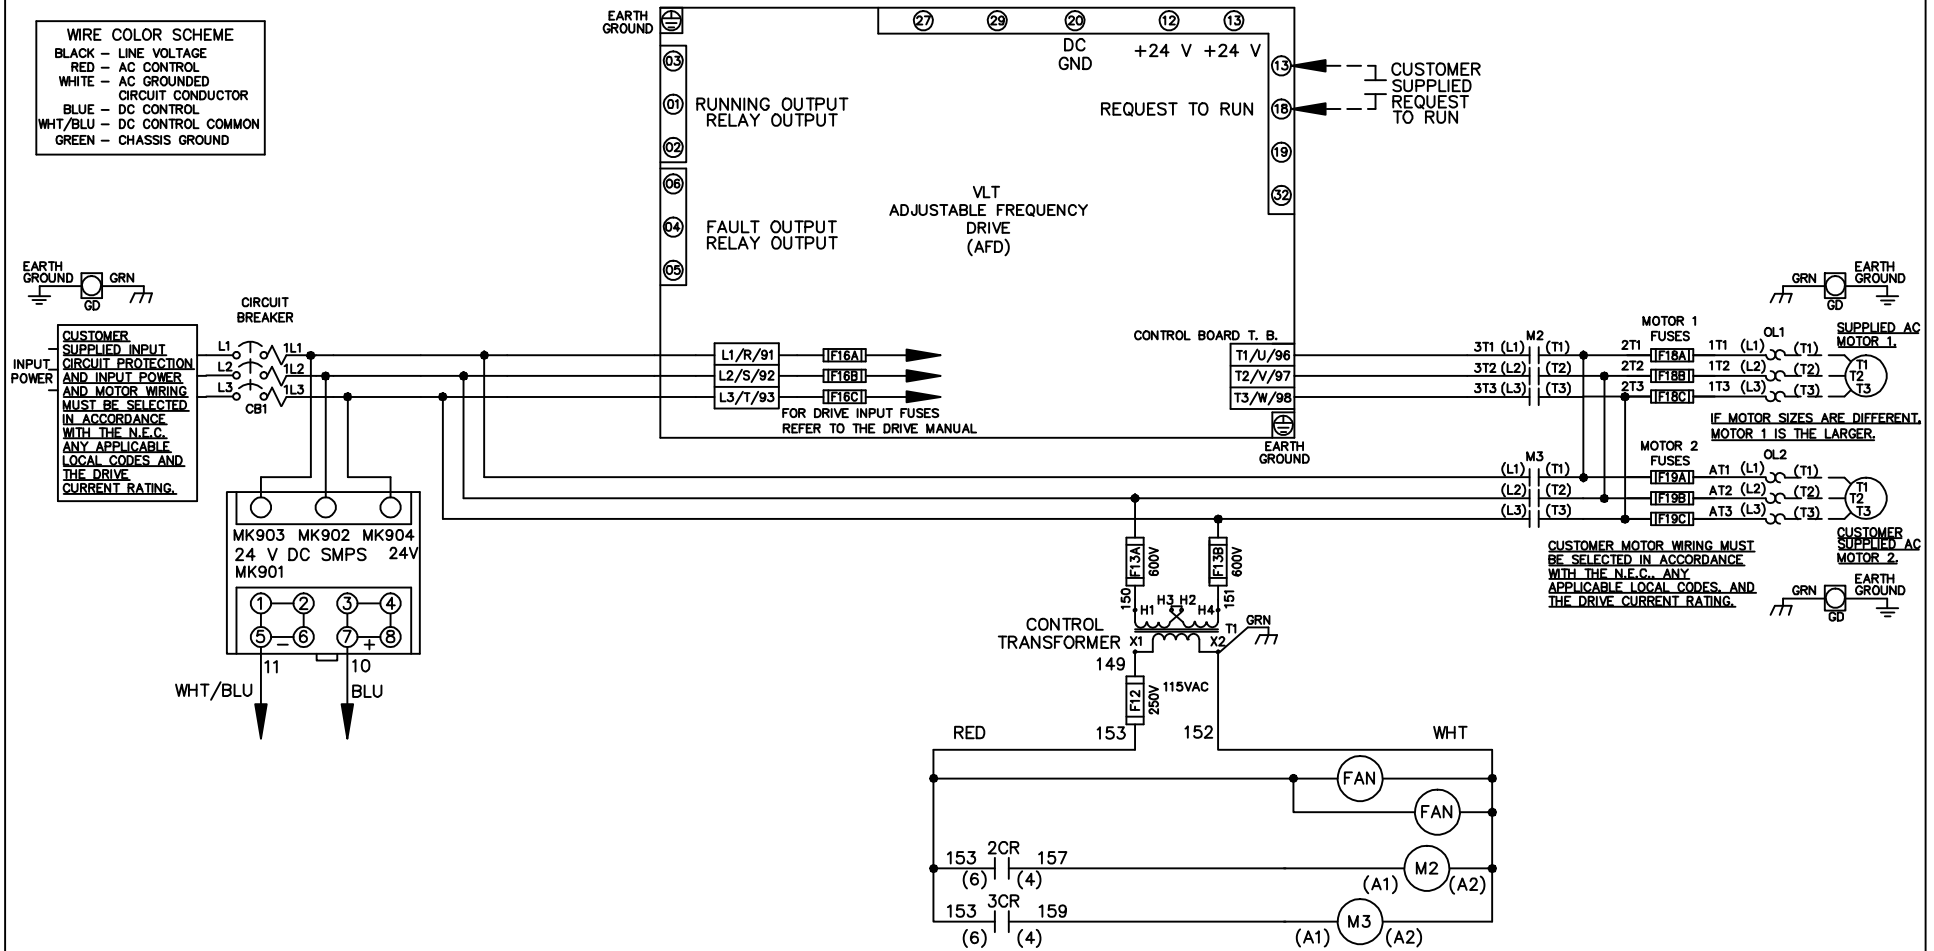 WIRE COLOR SCHEME
BLACK – LINE VOLTAGE
RED – AC CONTROL
WHITE – AC GROUNDED
CIRCUIT CONDUCTOR
BLUE – DC CONTROL
WHT/BLU – DC CONTROL COMMON
GREEN – CHASSIS GROUND
EARTH
GROUND
27
29
20
12
13
DC
GND
+24 V
+24 V
03
01
02
RUNNING OUTPUT
RELAY OUTPUT
06
04
05
FAULT OUTPUT
RELAY OUTPUT
VLT
ADJUSTABLE FREQUENCY
DRIVE
(AFD)
REQUEST TO RUN
13
18
19
32
CUSTOMER
SUPPLIED
REQUEST
TO RUN
EARTH
GROUND
GRN
GD
CIRCUIT
BREAKER
INPUT
POWER
CUSTOMER
SUPPLIED INPUT
CIRCUIT PROTECTION
AND INPUT POWER
AND MOTOR WIRING
MUST BE SELECTED
IN ACCORDANCE
WITH THE N.E.C.
ANY APPLICABLE
LOCAL CODES AND
THE DRIVE
CURRENT RATING.
L1
L2
L3
1L1
1L2
1L3
CB1
L1/R/91
L2/S/92
L3/T/93
F16A
F16B
F16C
FOR DRIVE INPUT FUSES
REFER TO THE DRIVE MANUAL
CONTROL BOARD T. B.
T1/U/96
T2/V/97
T3/W/98
EARTH
GROUND
M2
3T1 (L1) (T1)
3T2 (L2) (T2)
3T3 (L3) (T3)
MOTOR 1
FUSES
2T1 F18A 1T1 (L1) (T1)
2T2 F18B 1T2 (L2) (T2)
2T3 F18C 1T3 (L3) (T3)
OL1
GRN
GD
EARTH
GROUND
SUPPLIED AC
MOTOR 1.
T1
T2
T3
IF MOTOR SIZES ARE DIFFERENT,
MOTOR 1 IS THE LARGER.
M3
(L1) (T1)
(L2) (T2)
(L3) (T3)
MOTOR 2
FUSES
F19A AT1 (L1) (T1)
F19B AT2 (L2) (T2)
F19C AT3 (L3) (T3)
OL2
T1
T2
T3
CUSTOMER
SUPPLIED AC
MOTOR 2.
CUSTOMER MOTOR WIRING MUST
BE SELECTED IN ACCORDANCE
WITH THE N.E.C., ANY
APPLICABLE LOCAL CODES, AND
THE DRIVE CURRENT RATING.
GRN
GD
EARTH
GROUND
MK903 MK902 MK904
24 V DC SMPS 24V
MK901
1 2 3 4
5 – 6 7 + 8
11
10
WHT/BLU
BLU
F13A
600V
F13B
600V
150
151
H1 H3 H2 H4
CONTROL
TRANSFORMER
X1
X2
T1
GRN
149
F12
250V
115VAC
153
152
RED
WHT
FAN
FAN
153 2CR 157
(6) (4)
M2
(A1) (A2)
153 3CR 159
(6) (4)
M3
(A1) (A2)